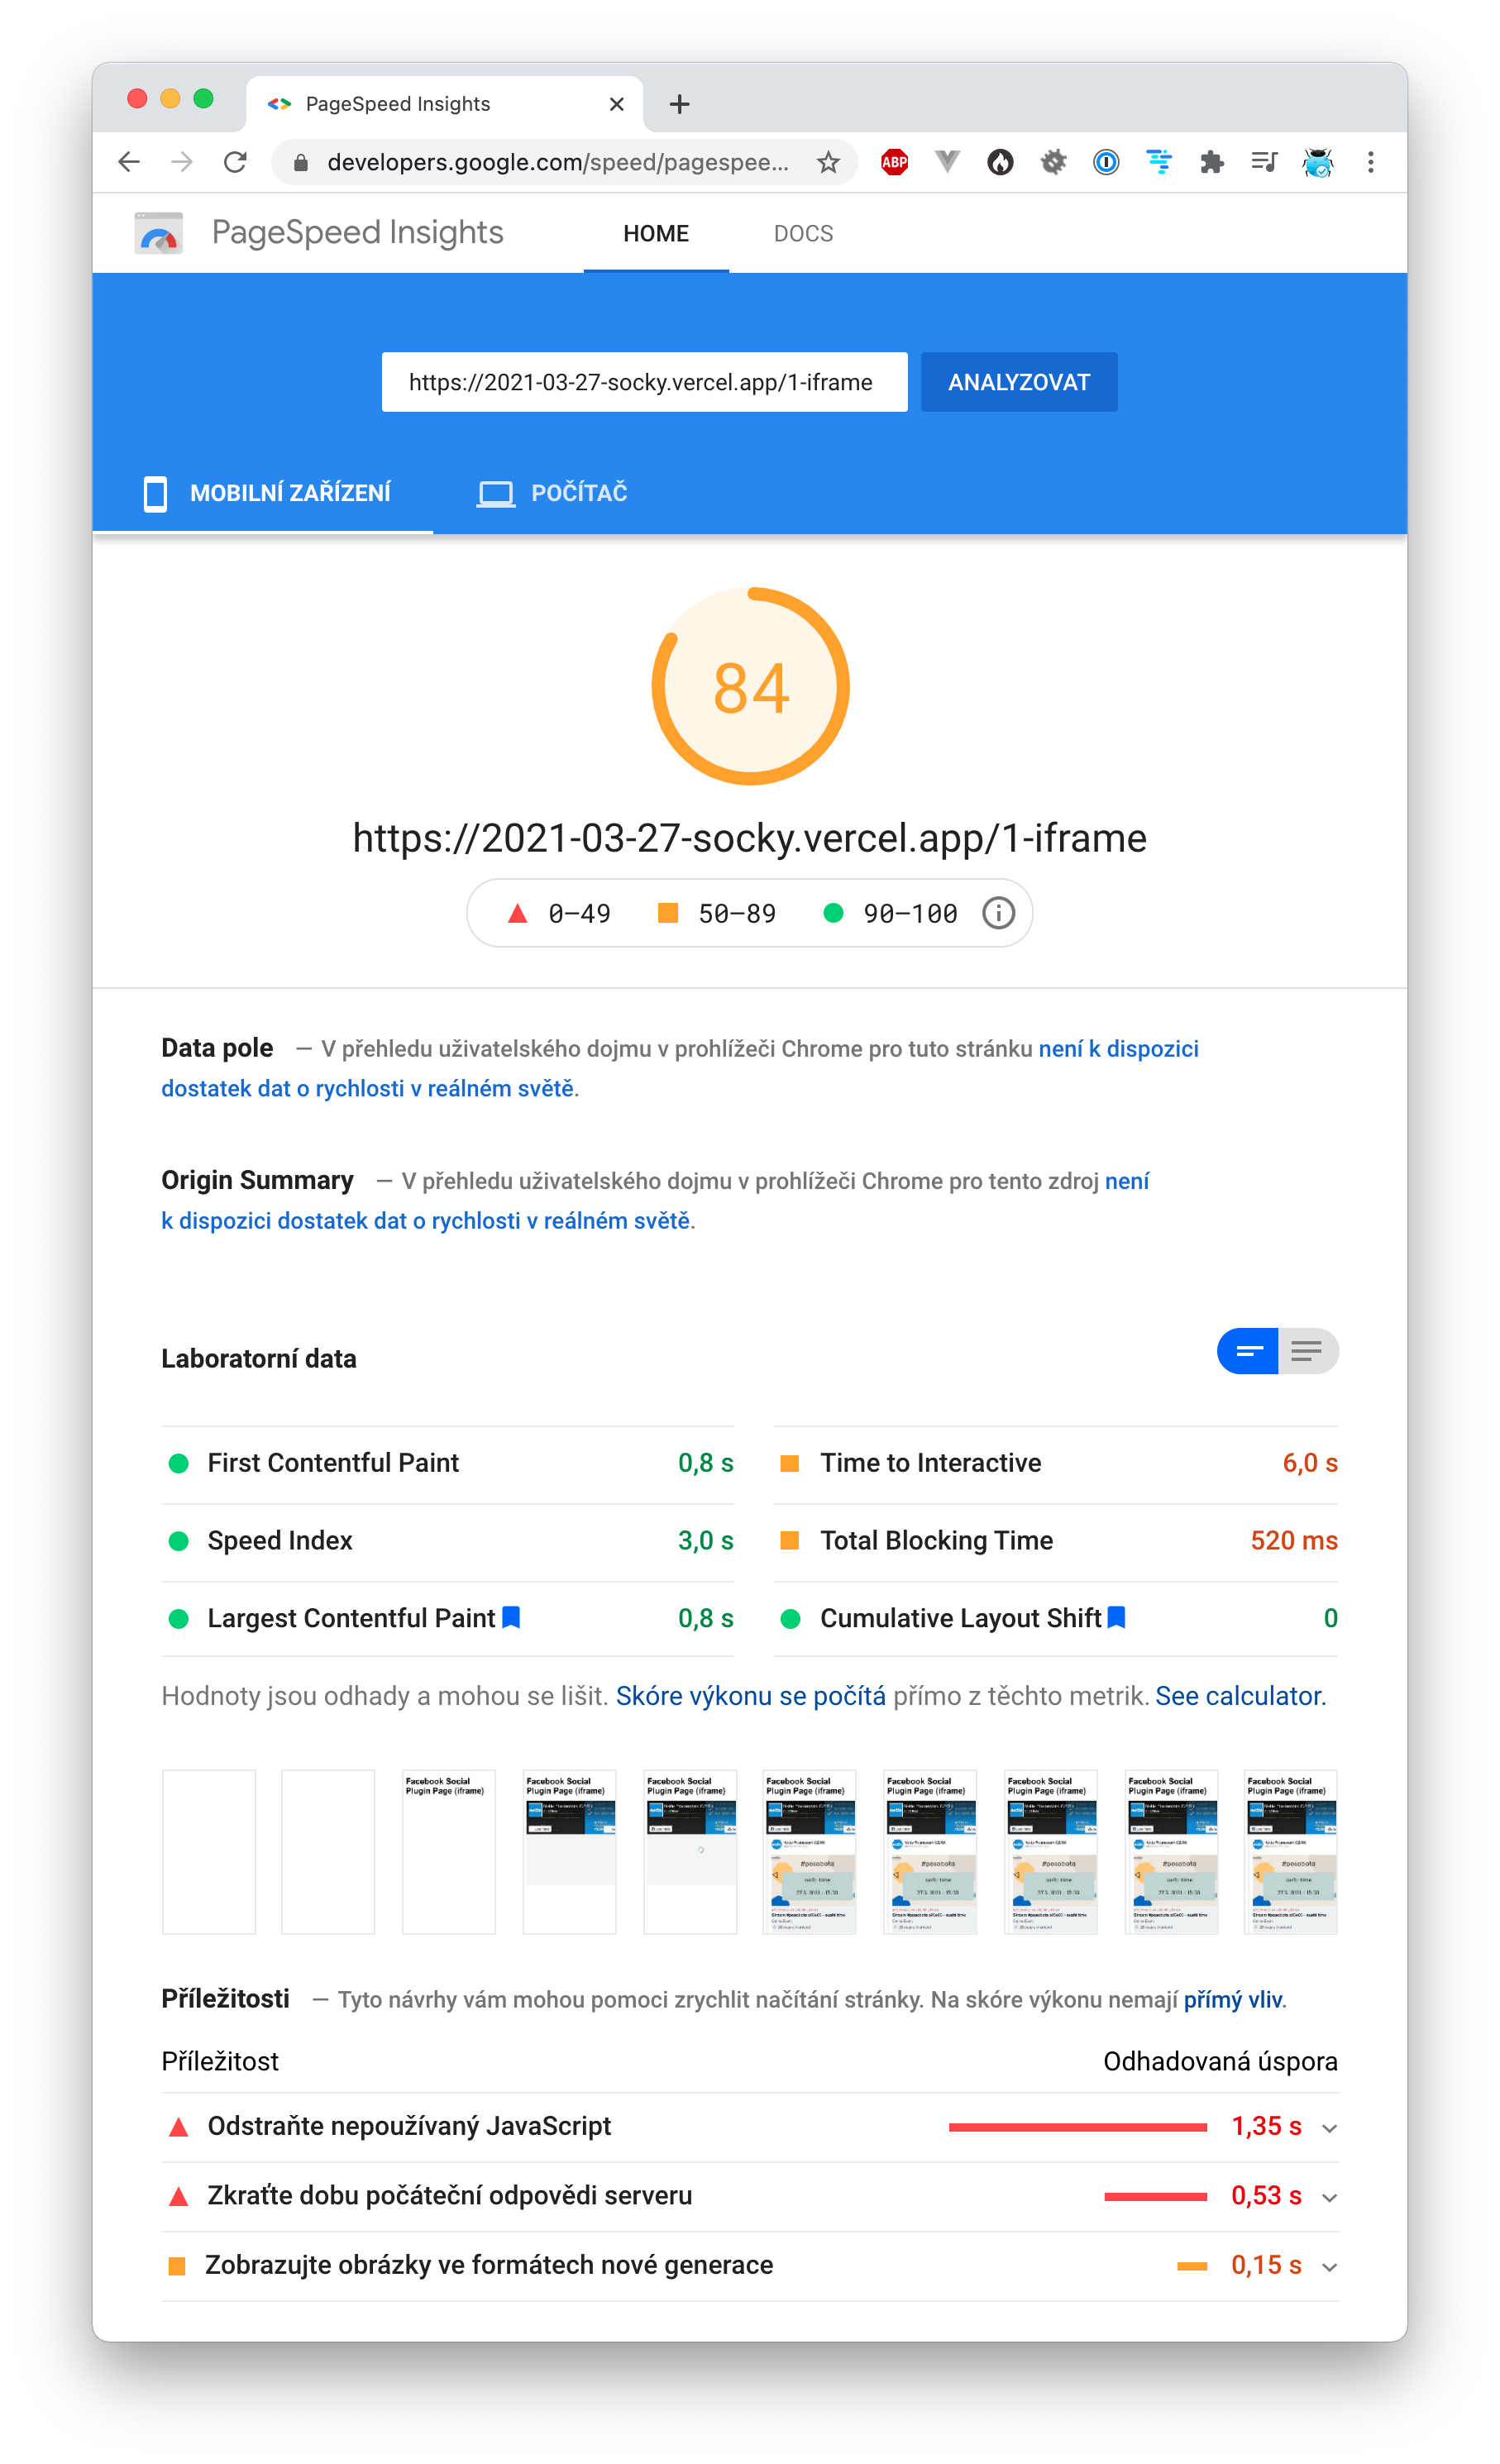 PageSpeed Insights
developers.google.com/speed/pagespee...
ABP
PageSpeed Insights HOME DOCS
https://2021-03-27-socky.vercel.app/1-iframe ANALYZOVAT
MOBILNÍ ZAŘÍZENÍ POČÍTAČ
84
https://2021-03-27-socky.vercel.app/1-iframe
0–49 50–89 90–100
Data pole — V přehledu uživatelského dojmu v prohlížeči Chrome pro tuto stránku není k dispozici
dostatek dat o rychlosti v reálném světě.
Origin Summary — V přehledu uživatelského dojmu v prohlížeči Chrome pro tento zdroj není
k dispozici dostatek dat o rychlosti v reálném světě.
Laboratorní data
First Contentful Paint 0,8 s
Time to Interactive 6,0 s
Speed Index 3,0 s
Total Blocking Time 520 ms
Largest Contentful Paint 0,8 s
Cumulative Layout Shift 0
Hodnoty jsou odhady a mohou se lišit. Skóre výkonu se počítá přímo z těchto metrik. See calculator.
Facebook Social
Plugin Page (iframe)
Facebook Social
Plugin Page (iframe)
Facebook Social
Plugin Page (iframe)
Facebook Social
Plugin Page (iframe)
#posobota
Facebook Social
Plugin Page (iframe)
#posobota
Facebook Social
Plugin Page (iframe)
#posobota
Facebook Social
Plugin Page (iframe)
#posobota
Facebook Social
Plugin Page (iframe)
#posobota
Příležitosti — Tyto návrhy vám mohou pomoci zrychlit načítání stránky. Na skóre výkonu nemají přímý vliv.
Příležitost Odhadovaná úspora
Odstraňte nepoužívaný JavaScript 1,35 s
Zkraťte dobu počáteční odpovědi serveru 0,53 s
Zobrazujte obrázky ve formátech nové generace 0,15 s